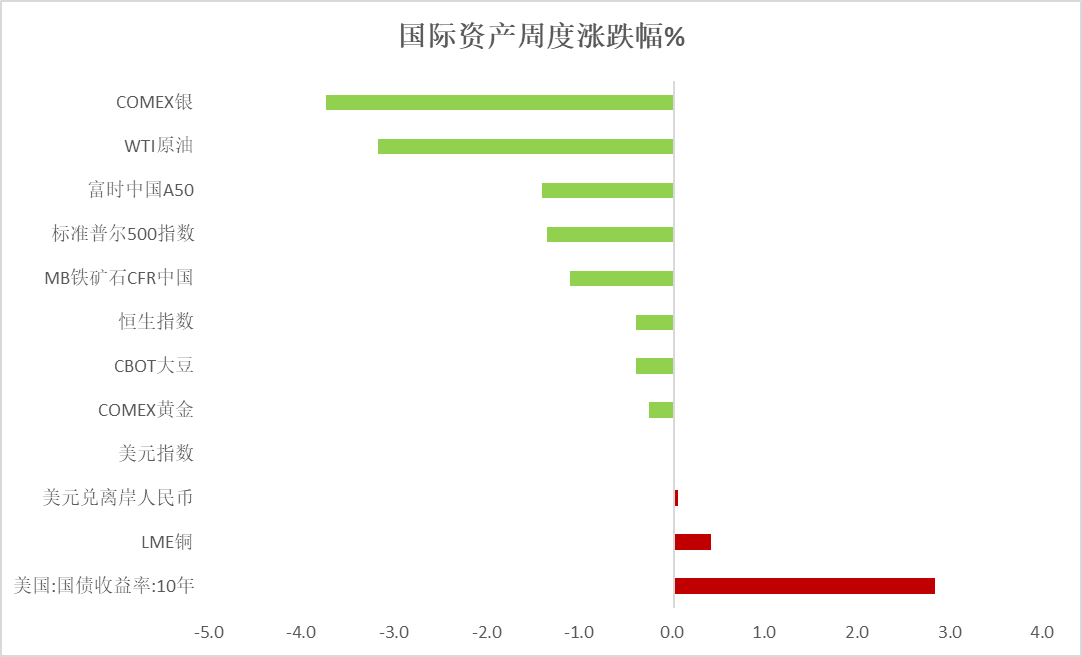 国际资产周度涨跌幅%
COMEX银
WTI原油
富时中国A50
标准普尔500指数
MB铁矿石CFR中国
恒生指数
CBOT大豆
COMEX黄金
美元指数
美元兑离岸人民币
LME铜
美国:国债收益率:10年
-5.0 -4.0 -3.0 -2.0 -1.0 0.0 1.0 2.0 3.0 4.0